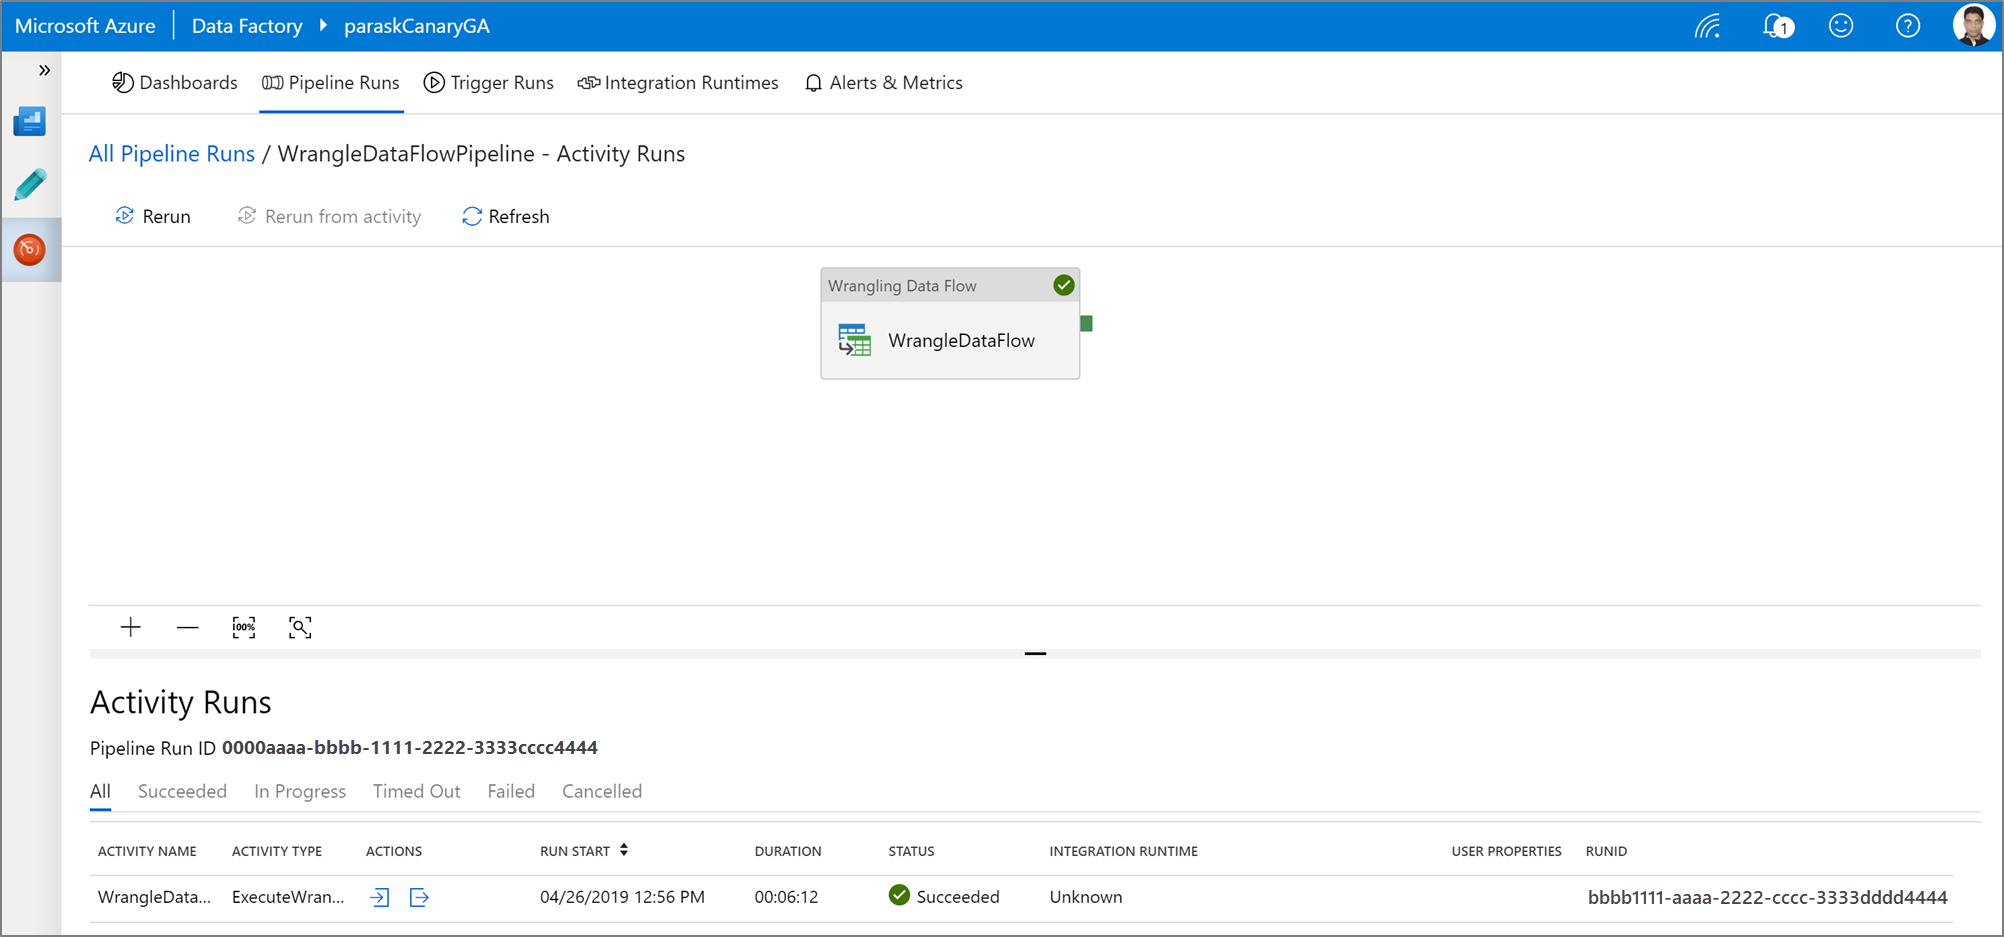 Microsoft Azure Data Factory paraskCanaryGA 1
Dashboards Pipeline Runs Trigger Runs Integration Runtimes Alerts & Metrics
All Pipeline Runs / WrangleDataFlowPipeline - Activity Runs
Rerun Rerun from activity Refresh
Wrangling Data Flow
WrangleDataFlow
100%
Activity Runs
Pipeline Run ID 0000aaaa-bbbb-1111-2222-3333cccc4444
All Succeeded In Progress Timed Out Failed Cancelled
ACTIVITY NAME ACTIVITY TYPE ACTIONS RUN START DURATION STATUS INTEGRATION RUNTIME USER PROPERTIES RUNID
WrangleData... ExecuteWran... 04/26/2019 12:56 PM 00:06:12 Succeeded Unknown bbbb1111-aaaa-2222-cccc-3333dddd4444